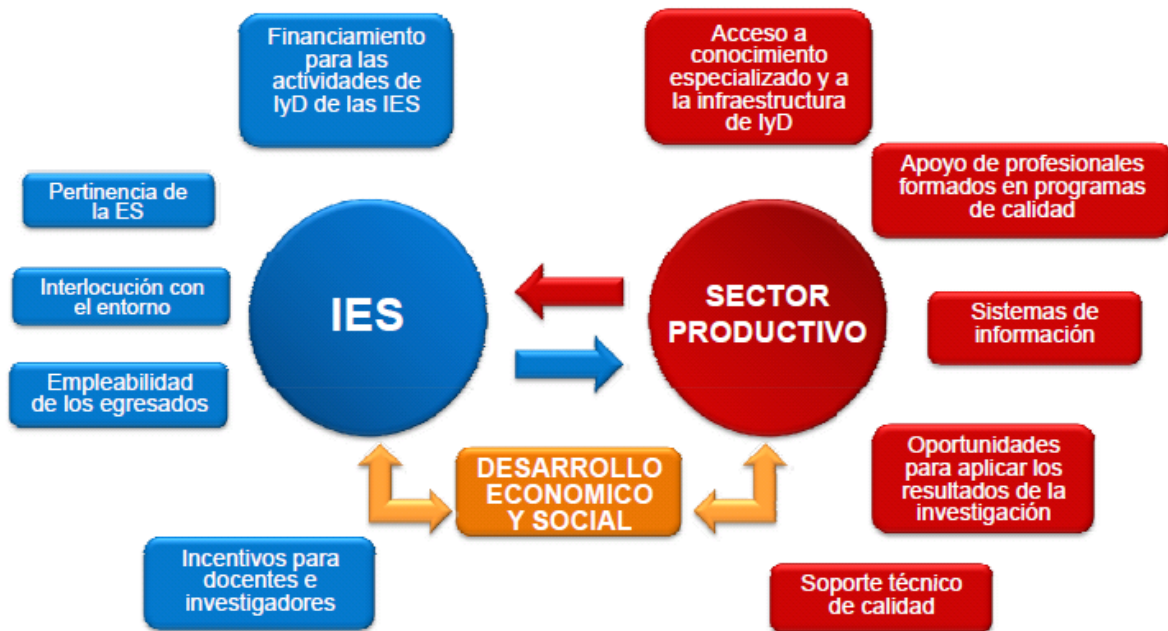 Financiamiento
para las
actividades de
IyD de las IES
Acceso a
conocimiento
especializado y a
la infraestructura
de IyD
Apoyo de profesionales
formados en programas
de calidad
Pertinencia de
la ES
Interlocución con
el entorno
Empleabilidad
de los egresados
IES
SECTOR
PRODUCTIVO
Sistemas de
información
DESARROLLO
ECONOMICO
Y SOCIAL
Oportunidades
para aplicar los
resultados de la
investigación
Incentivos para
docentes e
investigadores
Soporte técnico
de calidad